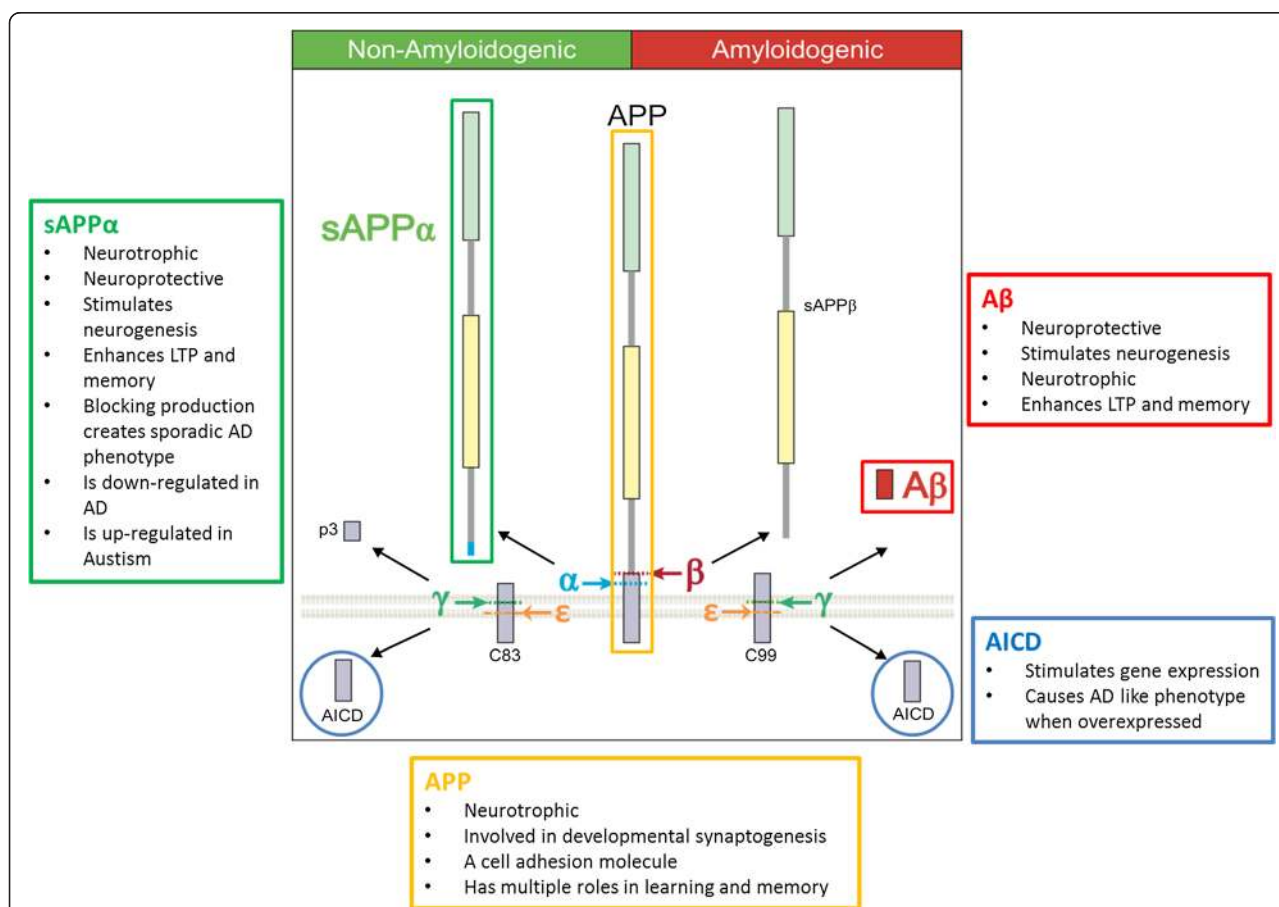 Non-Amyloidogenic
Amyloidogenic
APP
sAPPα
sAPPβ
Aβ
p3
α
β
γ
ε
ε
γ
C83
C99
AICD
AICD
sAPPα
• Neurotrophic
• Neuroprotective
• Stimulates
neurogenesis
• Enhances LTP and
memory
• Blocking production
creates sporadic AD
phenotype
• Is down-regulated in
AD
• Is up-regulated in
Austism
Aβ
• Neuroprotective
• Stimulates neurogenesis
• Neurotrophic
• Enhances LTP and memory
AICD
• Stimulates gene expression
• Causes AD like phenotype
when overexpressed
APP
• Neurotrophic
• Involved in developmental synaptogenesis
• A cell adhesion molecule
• Has multiple roles in learning and memory